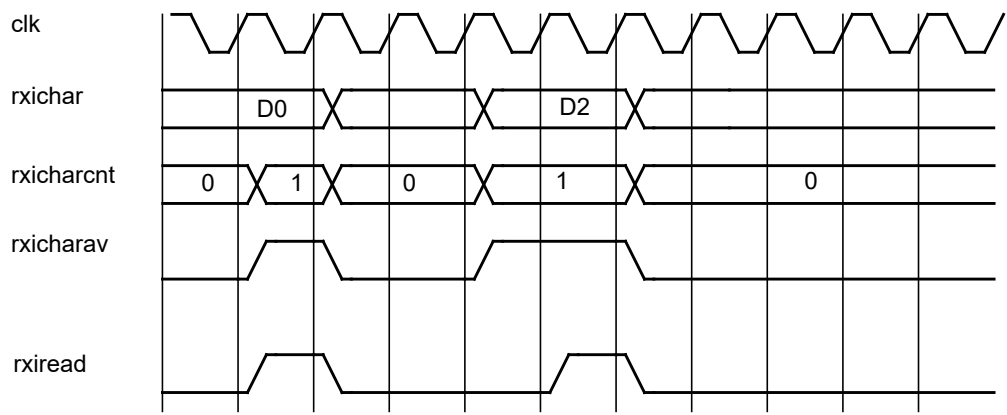 clk
rxichar D0 D2
rxicharcnt 0 1 0 1 0
rxicharav
rxiread